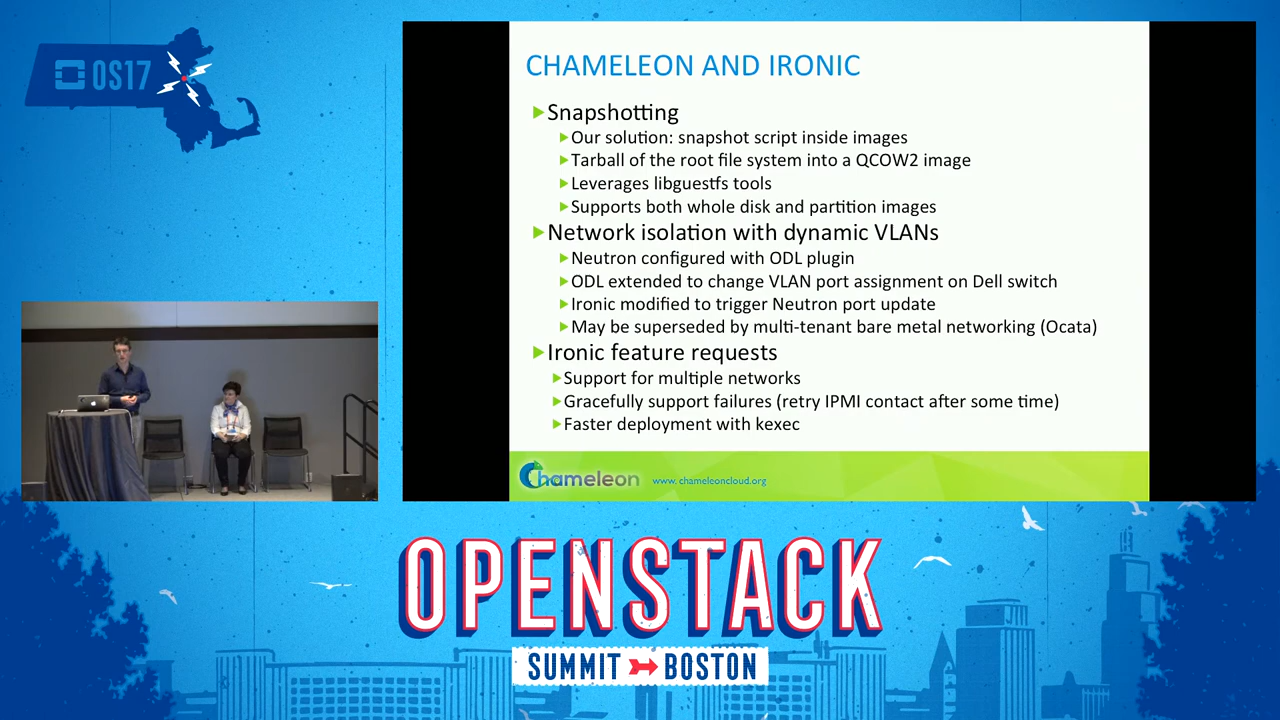 OS17
CHAMELEON AND IRONIC
Snapshotting
Our solution: snapshot script inside images
Tarball of the root file system into a QCOW2 image
Leverages libguestfs tools
Supports both whole disk and partition images
Network isolation with dynamic VLANs
Neutron configured with ODL plugin
ODL extended to change VLAN port assignment on Dell switch
Ironic modified to trigger Neutron port update
May be superseded by multi-tenant bare metal networking (Ocata)
Ironic feature requests
Support for multiple networks
Gracefully support failures (retry IPMI contact after some time)
Faster deployment with kexec
Chameleon
www.chameleoncloud.org
OPENSTACK
SUMMIT BOSTON